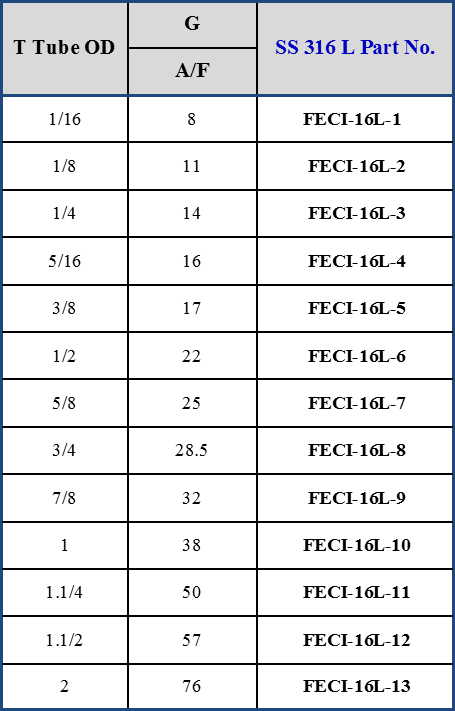 T Tube OD G SS 316 L Part No.
A/F
1/16 8 FECI-16L-1
1/8 11 FECI-16L-2
1/4 14 FECI-16L-3
5/16 16 FECI-16L-4
3/8 17 FECI-16L-5
1/2 22 FECI-16L-6
5/8 25 FECI-16L-7
3/4 28.5 FECI-16L-8
7/8 32 FECI-16L-9
1 38 FECI-16L-10
1.1/4 50 FECI-16L-11
1.1/2 57 FECI-16L-12
2 76 FECI-16L-13